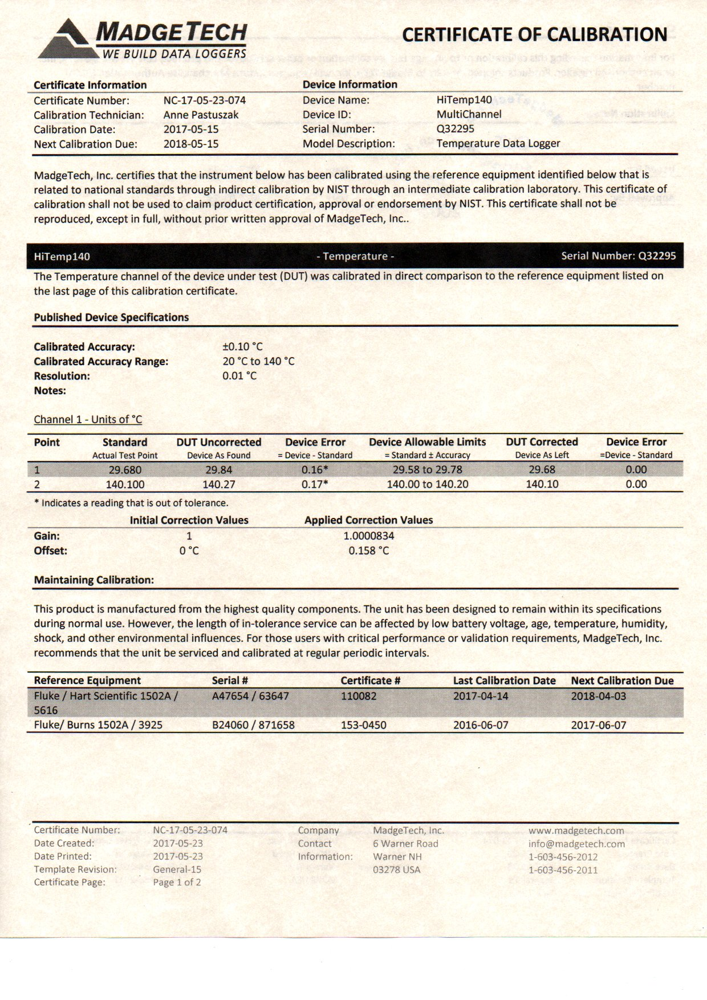 MADGETECH
WE BUILD DATA LOGGERS
CERTIFICATE OF CALIBRATION
Certificate Information Device Information
Certificate Number: NC-17-05-23-074 Device Name: HiTemp140
Calibration Technician: Anne Pastuszak Device ID: MultiChannel
Calibration Date: 2017-05-15 Serial Number: Q32295
Next Calibration Due: 2018-05-15 Model Description: Temperature Data Logger
MadgeTech, Inc. certifies that the instrument below has been calibrated using the reference equipment identified below that is
related to national standards through indirect calibration by NIST through an intermediate calibration laboratory. This certificate of
calibration shall not be used to claim product certification, approval or endorsement by NIST. This certificate shall not be
reproduced, except in full, without prior written approval of MadgeTech, Inc..
HiTemp140 - Temperature - Serial Number: Q32295
The Temperature channel of the device under test (DUT) was calibrated in direct comparison to the reference equipment listed on
the last page of this calibration certificate.
Published Device Specifications
Calibrated Accuracy: ±0.10 °C
Calibrated Accuracy Range: 20 °C to 140 °C
Resolution: 0.01 °C
Notes:
Channel 1 - Units of °C
Point Standard DUT Uncorrected Device Error Device Allowable Limits DUT Corrected Device Error
Actual Test Point Device As Found = Device - Standard = Standard ± Accuracy Device As Left =Device - Standard
1 29.680 29.84 0.16* 29.58 to 29.78 29.68 0.00
2 140.100 140.27 0.17* 140.00 to 140.20 140.10 0.00
* Indicates a reading that is out of tolerance.
Initial Correction Values Applied Correction Values
Gain: 1 1.0000834
Offset: 0 °C 0.158 °C
Maintaining Calibration:
This product is manufactured from the highest quality components. The unit has been designed to remain within its specifications
during normal use. However, the length of in-tolerance service can be affected by low battery voltage, age, temperature, humidity,
shock, and other environmental influences. For those users with critical performance or validation requirements, MadgeTech, Inc.
recommends that the unit be serviced and calibrated at regular periodic intervals.
Reference Equipment Serial # Certificate # Last Calibration Date Next Calibration Due
Fluke / Hart Scientific 1502A / A47654 / 63647 110082 2017-04-14 2018-04-03
5616
Fluke/ Burns 1502A / 3925 B24060 / 871658 153-0450 2016-06-07 2017-06-07
Certificate Number: NC-17-05-23-074 Company MadgeTech, Inc. www.madgetech.com
Date Created: 2017-05-23 Contact 6 Warner Road info@madgetech.com
Date Printed: 2017-05-23 Information: Warner NH 1-603-456-2012
Template Revision: General-15 03278 USA 1-603-456-2011
Certificate Page: Page 1 of 2